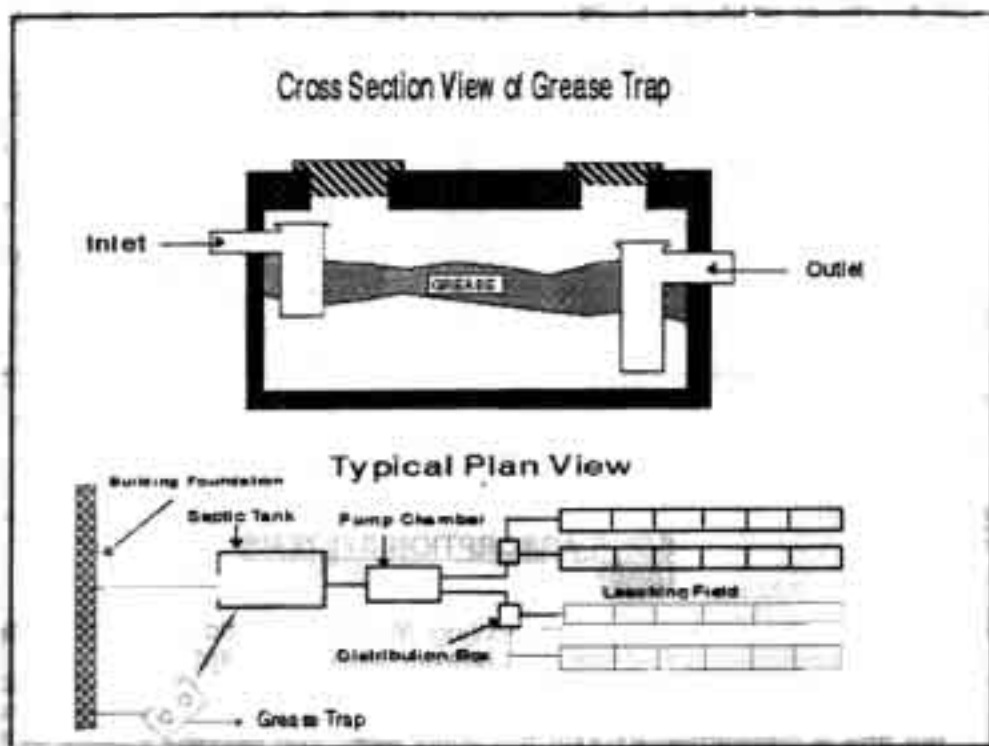 Cross Section View of Grease Trap
Inlet
GREASE
Outlet
Typical Plan View
Building Foundation
Septic Tank
Pump Chamber
Leaching Field
Distribution Box
Grease Trap